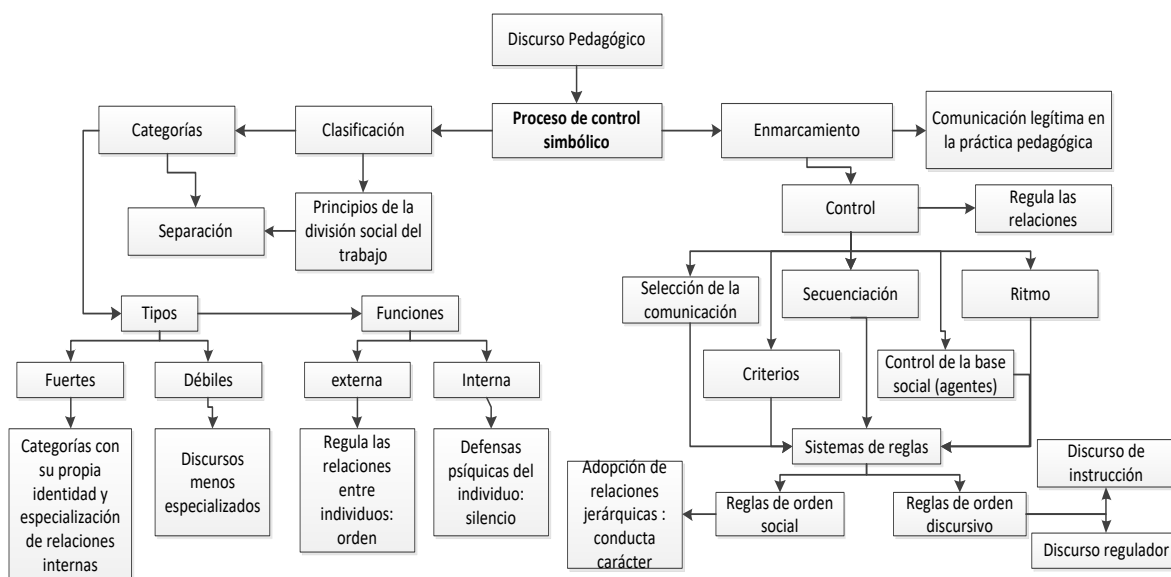 Discurso Pedagógico
Categorías
Clasificación
Proceso de control
simbólico
Enmarcamiento
Comunicación legítima en
la práctica pedagógica
Separación
Principios de la
división social del
trabajo
Control
Regula las
relaciones
Selección de la
comunicación
Secuenciación
Ritmo
Tipos
Funciones
Criterios
Control de la base
social (agentes)
Fuertes
Débiles
externa
Interna
Categorías con
su propia
identidad y
especialización
de relaciones
internas
Discursos
menos
especializados
Regula las
relaciones
entre
individuos:
orden
Defensas
psíquicas del
individuo:
silencio
Sistemas de reglas
Adopción de
relaciones
jerárquicas :
conducta
carácter
Reglas de orden
social
Reglas de orden
discursivo
Discurso de
instrucción
Discurso regulador